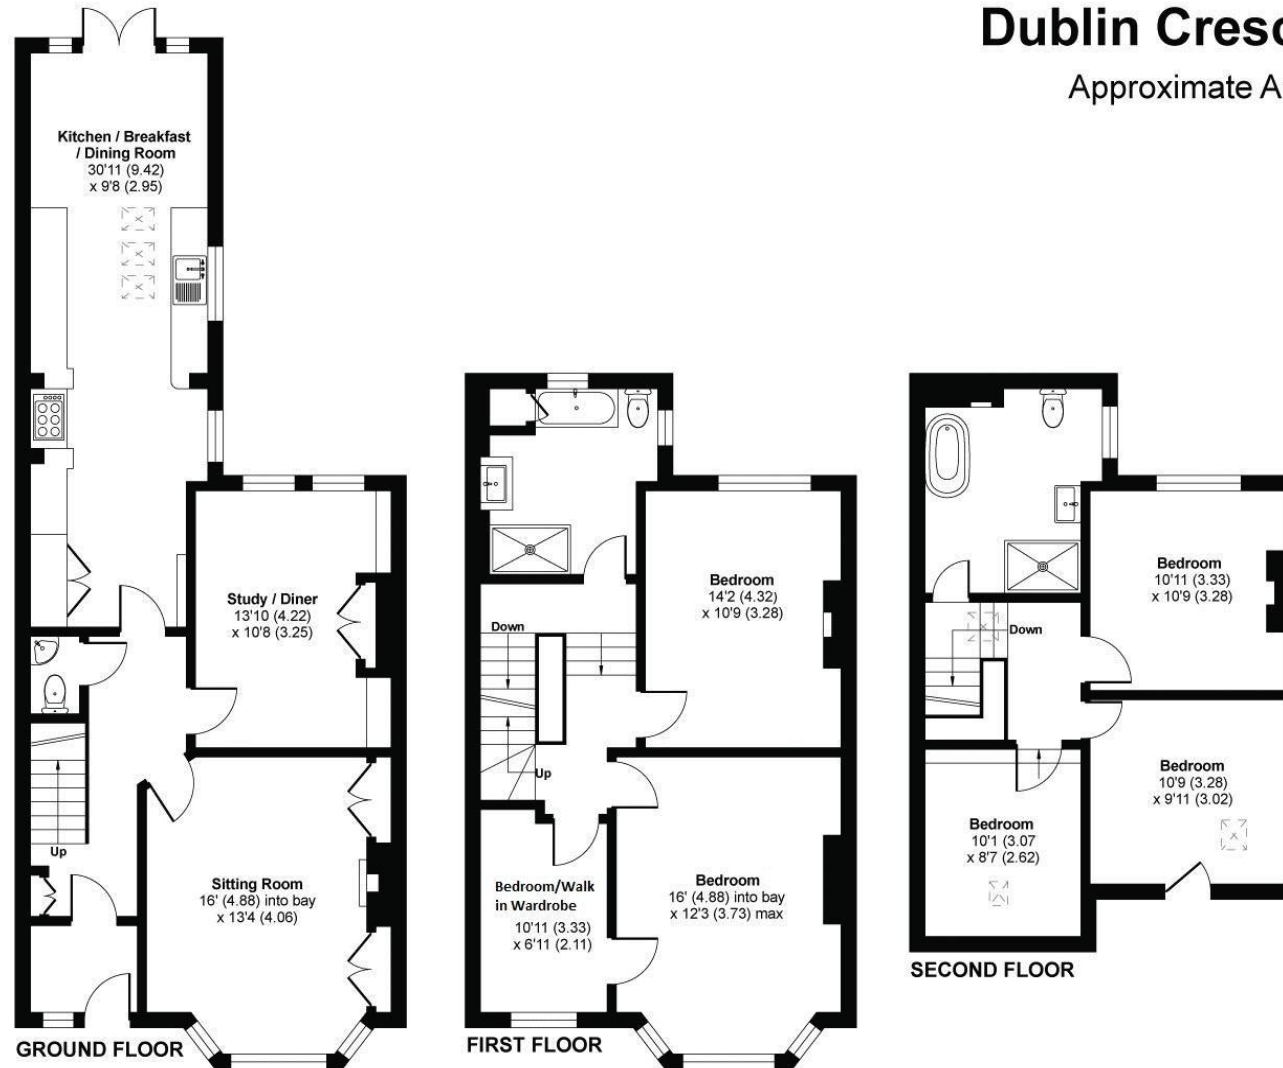 Dublin Cresc
Approximate A
Kitchen / Breakfast
/ Dining Room
30'11 (9.42)
x 9'8 (2.95)
Study / Diner
13'10 (4.22)
x 10'8 (3.25)
Up
Sitting Room
16' (4.88) into bay
x 13'4 (4.06)
GROUND FLOOR
Down
Bedroom
14'2 (4.32)
x 10'9 (3.28)
Up
Bedroom/Walk
in Wardrobe
10'11 (3.33)
x 6'11 (2.11)
Bedroom
16' (4.88) into bay
x 12'3 (3.73) max
FIRST FLOOR
Bedroom
10'11 (3.33)
x 10'9 (3.28)
Down
Bedroom
10'9 (3.28)
x 9'11 (3.02)
Bedroom
10'1 (3.07
x 8'7 (2.62)
SECOND FLOOR